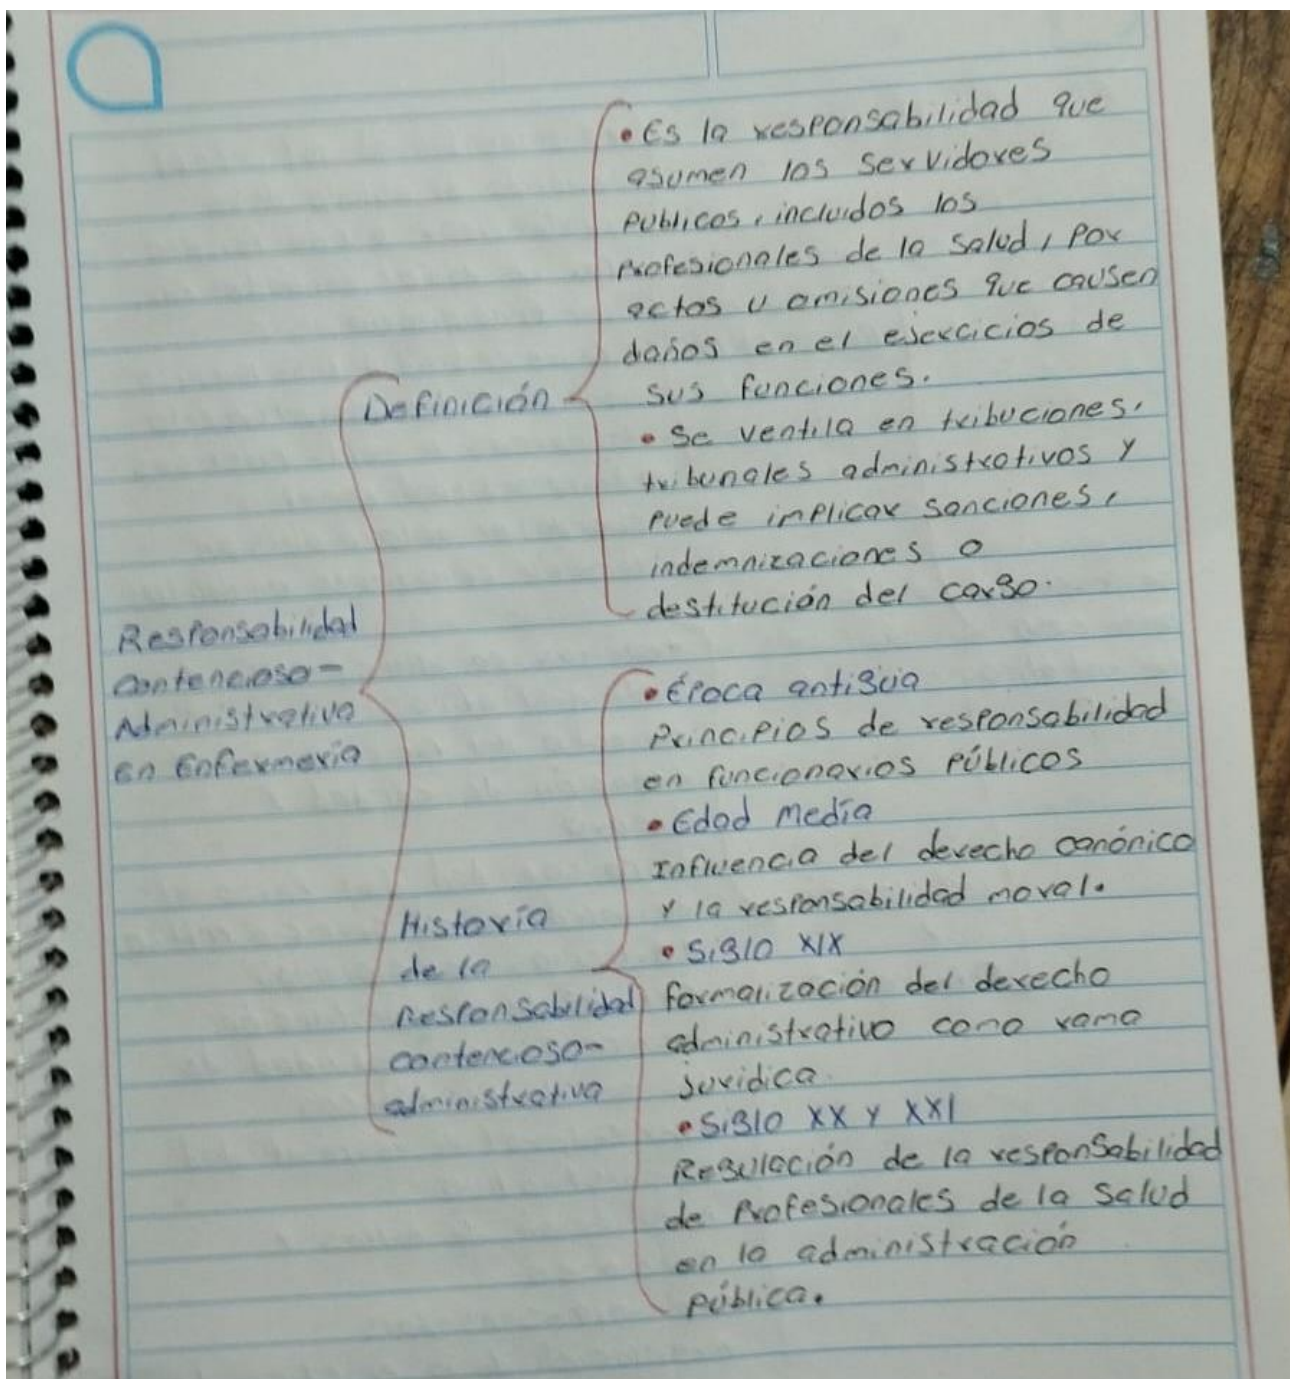 Responsabilidad
Contencioso-
Administrativa
en Enfermería
Definición
• Es la responsabilidad que
asumen los servidores
públicos, incluidos los
profesionales de la salud, por
actos u omisiones que causen
daños en el ejercicios de
sus funciones.
• Se ventila en tribuciones,
tribunales administrativos y
puede implicar sanciones,
indemnizaciones o
destitución del cargo.
Historía
de la
Responsabilidad
contencioso-
administrativa
• Época antigua
Principios de responsabilidad
en funcionarios públicos
• Edad Media
Influencia del derecho canónico
y la responsabilidad moral.
• Siglo XIX
formalización del derecho
administrativo como rama
jurídica.
• Siglo XX y XXI
Regulación de la responsabilidad
de Profesionales de la Salud
en la administración
pública.